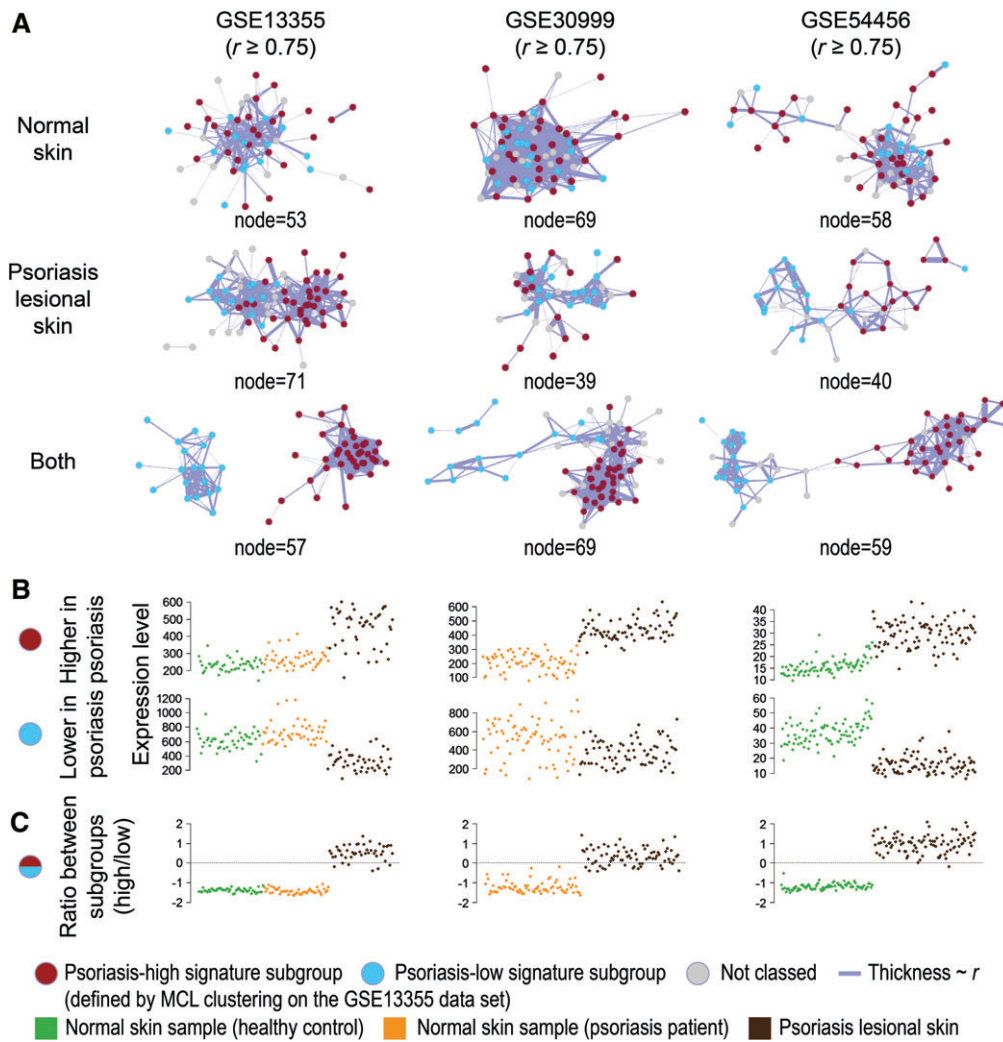 A
GSE13355
(r ≥ 0.75)
GSE30999
(r ≥ 0.75)
GSE54456
(r ≥ 0.75)
Normal
skin
node=53
node=69
node=58
Psoriasis
lesional
skin
node=71
node=39
node=40
Both
node=57
node=69
node=59
B
Higher in
psoriasis
Lower in
psoriasis
Expression level
600
500
400
300
200
600
500
400
300
200
100
40
35
30
25
20
15
10
1200
1000
800
600
400
200
800
600
400
200
60
50
40
30
20
10
C
Ratio between
subgroups
(high/low)
2
1
0
-1
-2
2
1
0
-1
-2
2
1
0
-1
-2
Psoriasis-high signature subgroup
(defined by MCL clustering on the GSE13355 data set)
Psoriasis-low signature subgroup
Not classed
Thickness ~ r
Normal skin sample (healthy control)
Normal skin sample (psoriasis patient)
Psoriasis lesional skin